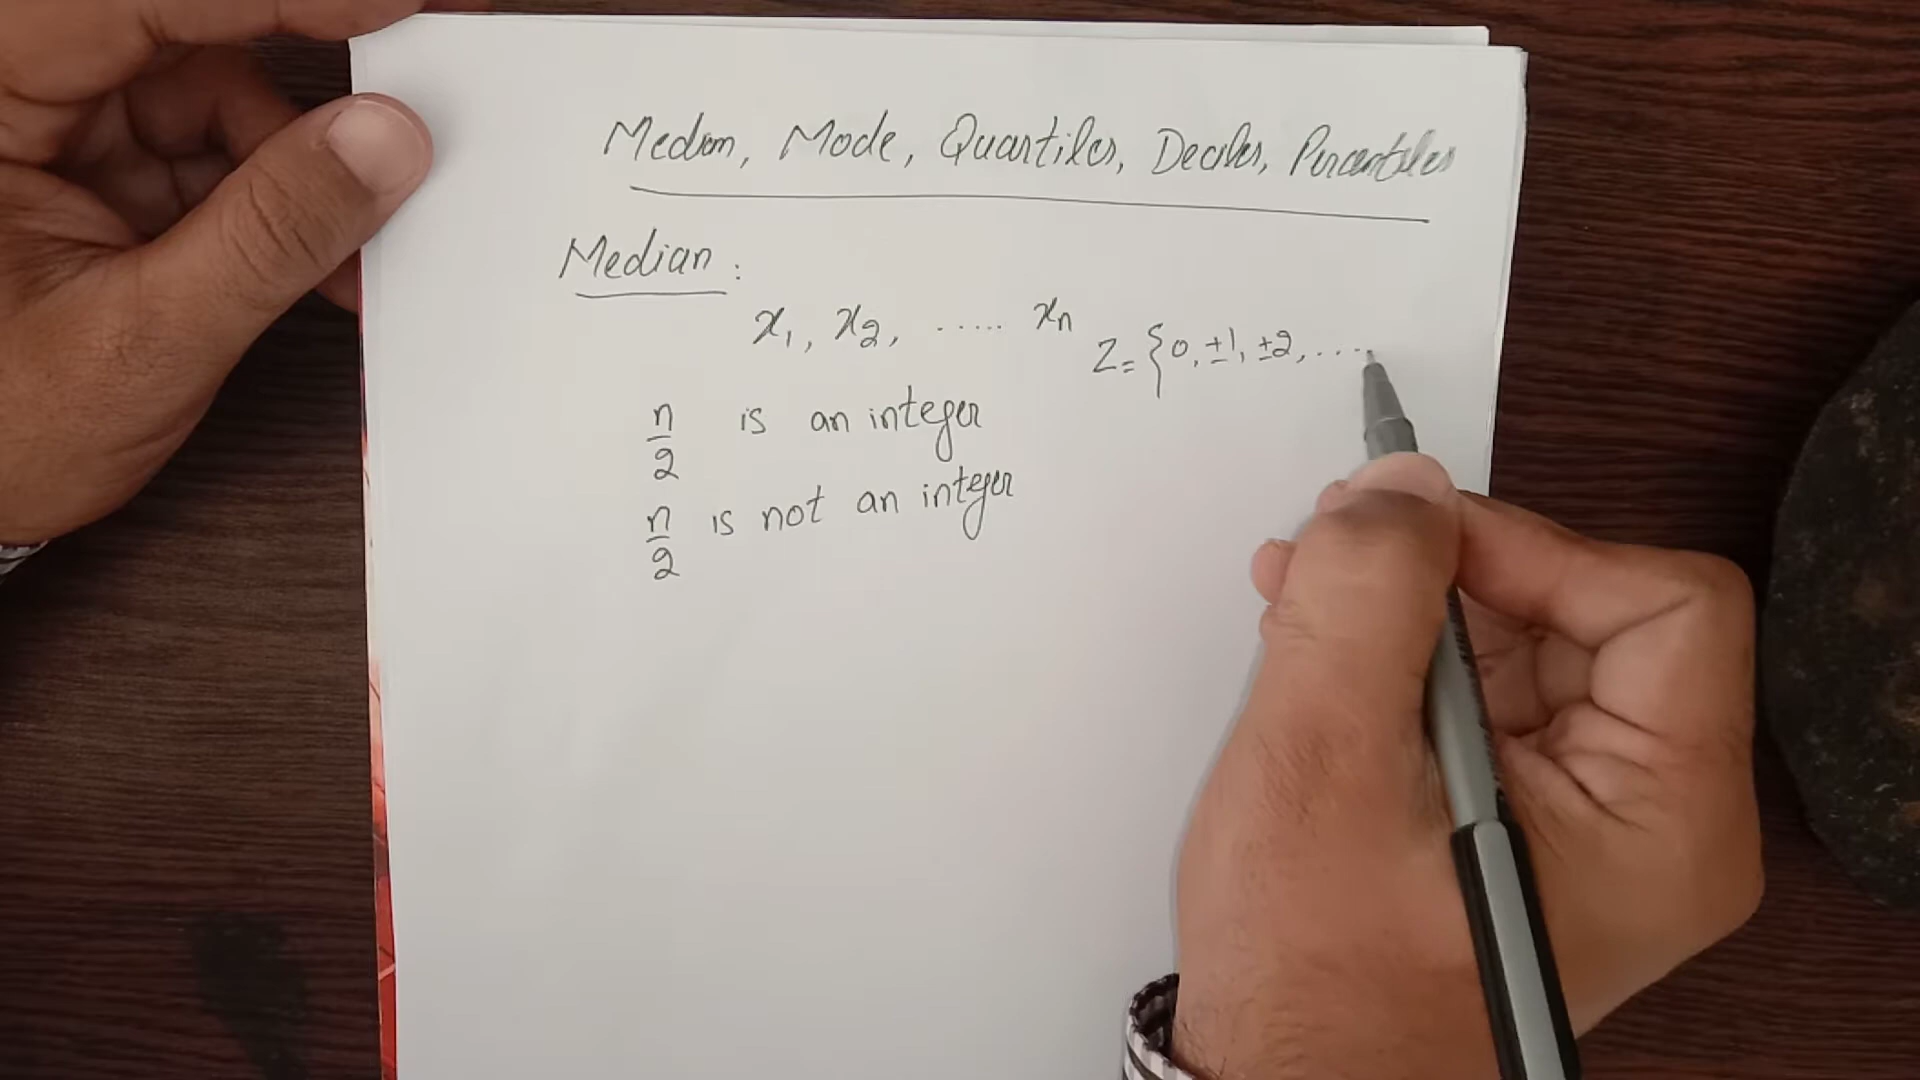 Median, Mode, Quartiles, Deciles, Percentiles
Median :
x₁, x₂, ..... xₙ
Z = {0, ±1, ±2, ....
n/2 is an integer
n/2 is not an integer